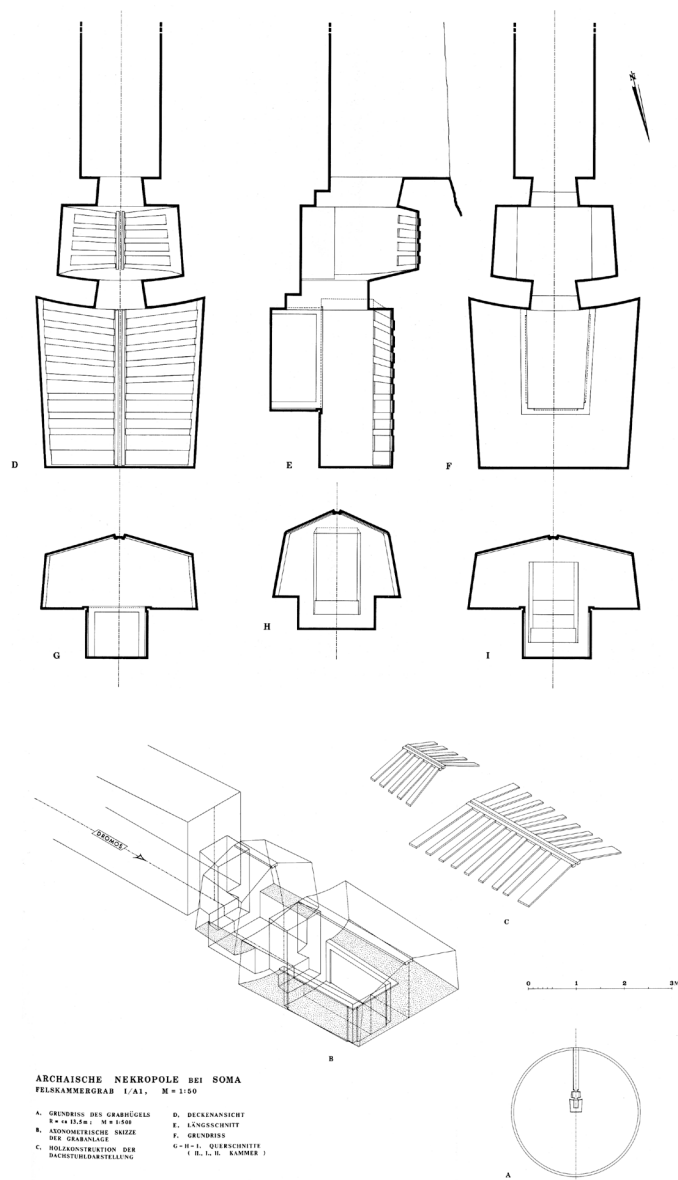 N
D
E
F
G
H
I
DROMOS
C
0 1 2 3M
B
A
ARCHAISCHE NEKROPOLE BEI SOMA
FELSKAMMERGRAB I/A1, M = 1:50
A. GRUNDRISS DES GRABHÜGELS
R = ca 13,5m; M = 1:500
B. AXONOMETRISCHE SKIZZE
DER GRABANLAGE
C. HOLZKONSTRUKTION DER
DACHSTUHLDARSTELLUNG
D. DECKENANSICHT
E. LÄNGSSCHNITT
F. GRUNDRISS
G-H-I. QUERSCHNITTE
( II., I., II. KAMMER )